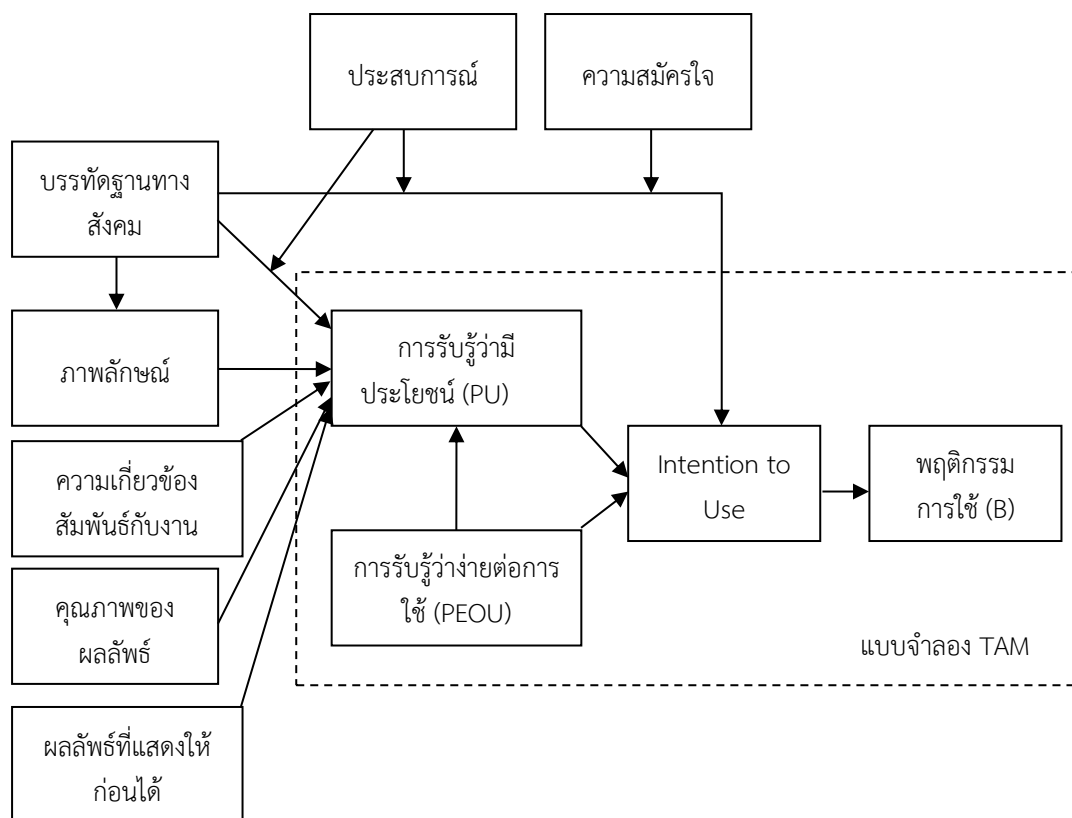 ประสบการณ์
ความสมัครใจ
บรรทัดฐานทาง
สังคม
ภาพลักษณ์
การรับรู้ว่ามี
ประโยชน์ (PU)
ความเกี่ยวข้อง
สัมพันธ์กับงาน
Intention to
Use
พฤติกรรม
การใช้ (B)
การรับรู้ว่าง่ายต่อการ
ใช้ (PEOU)
คุณภาพของ
ผลลัพธ์
แบบจำลอง TAM
ผลลัพธ์ที่แสดงให้
ก่อนได้